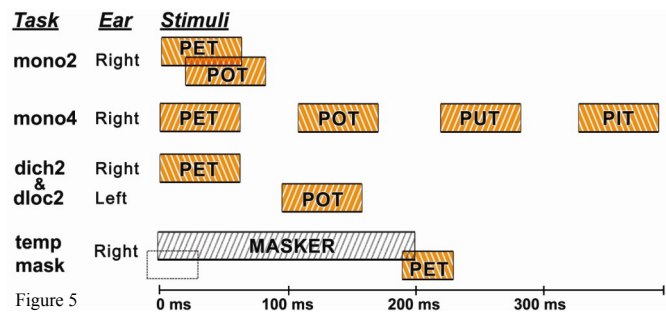 Task Ear Stimuli
mono2 Right PET
POT
mono4 Right PET POT PUT PIT
dich2 Right PET
&
dloc2 Left POT
temp mask Right MASKER
PET
Figure 5 0 ms 100 ms 200 ms 300 ms